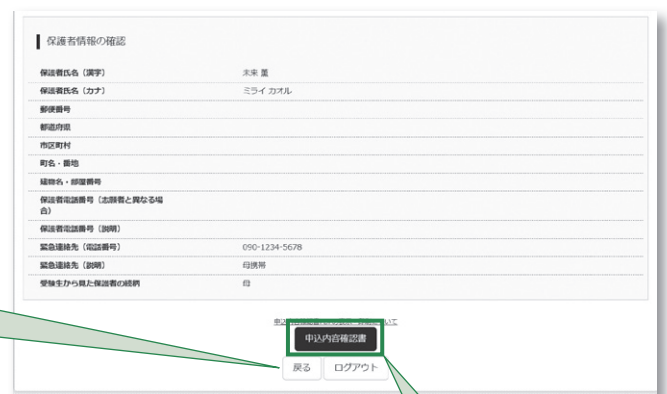 保護者情報の確認
保護者氏名（漢字） 未来 薫
保護者氏名（カナ） ミライ カオル
郵便番号
都道府県
市区町村
町名・番地
建物名・部屋番号
保護者電話番号（志願者と異なる場
合）
保護者電話番号（説明）
緊急連絡先（電話番号） 090-1234-5678
緊急連絡先（説明） 母携帯
受験生から見た保護者の続柄 母
申込内容確認書
戻る ログアウト